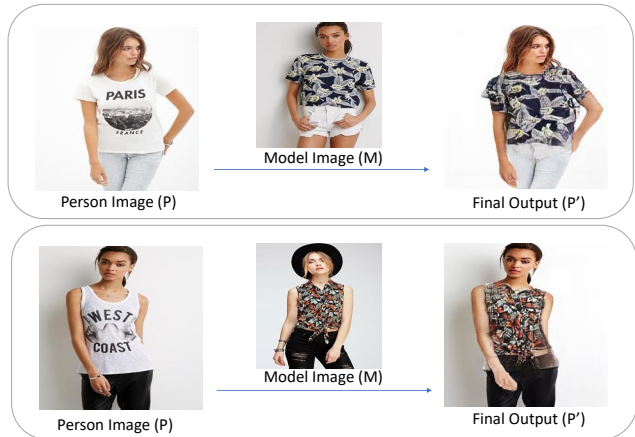 PARIS
FRANCE
Model Image (M)
Person Image (P)
Final Output (P')
WEST
COAST
Model Image (M)
Person Image (P)
Final Output (P')